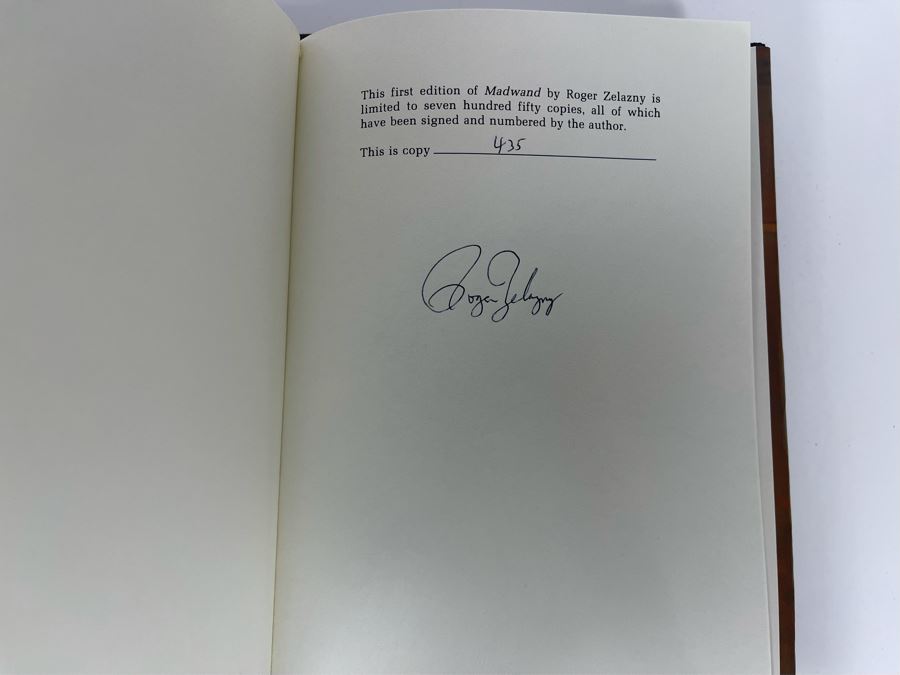 This first edition of Madwand by Roger Zelazny is
limited to seven hundred fifty copies, all of which
have been signed and numbered by the author.
This is copy 435
Roger Zelazny